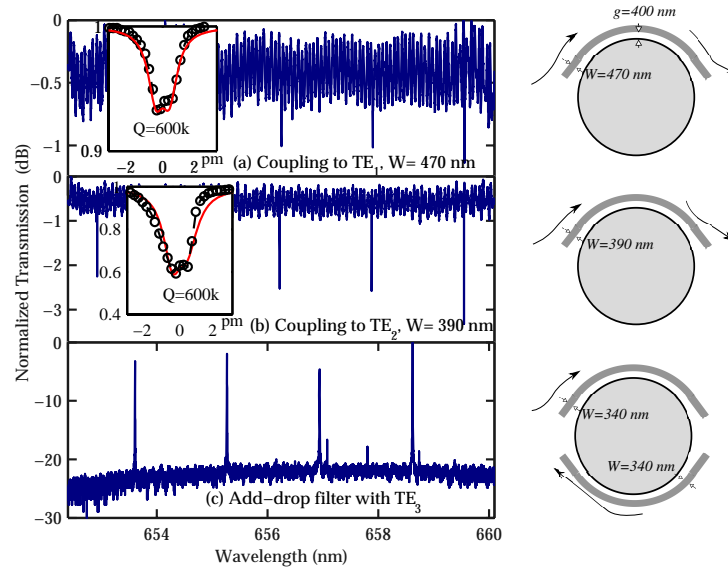 Normalized Transmission (dB)
0
−0.5
−1
1
0.9
Q=600k
−2 0 2 pm
(a) Coupling to TE1, W= 470 nm
0
−1
−2
−3
1
0.8
0.6
0.4
Q=600k
−2 0 2 pm
(b) Coupling to TE2, W= 390 nm
0
−10
−20
−30
(c) Add−drop filter with TE3
654 656 658 660
Wavelength (nm)
g=400 nm
W=470 nm
W=390 nm
W=340 nm
W=340 nm